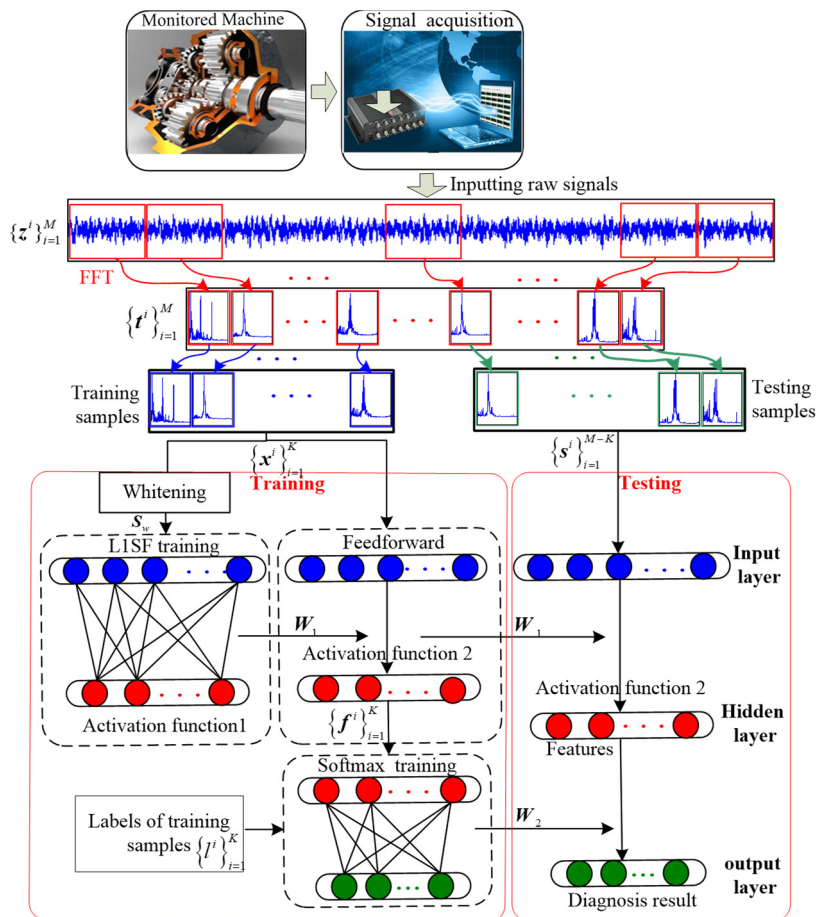 Monitored Machine
Signal acquisition
Inputting raw signals
{z^i}_{i=1}^M
FFT
{t^i}_{i=1}^M
Training samples
Testing samples
{x^i}_{i=1}^K
{s^i}_{i=1}^{M-K}
Whitening
Training
Testing
S_w
L1SF training
Feedforward
Input layer
W_1
W_1
Activation function 2
Activation function1
Activation function 2
Hidden layer
{f^i}_{i=1}^K
Features
Softmax training
Labels of training
samples {l^i}_{i=1}^K
W_2
output layer
Diagnosis result